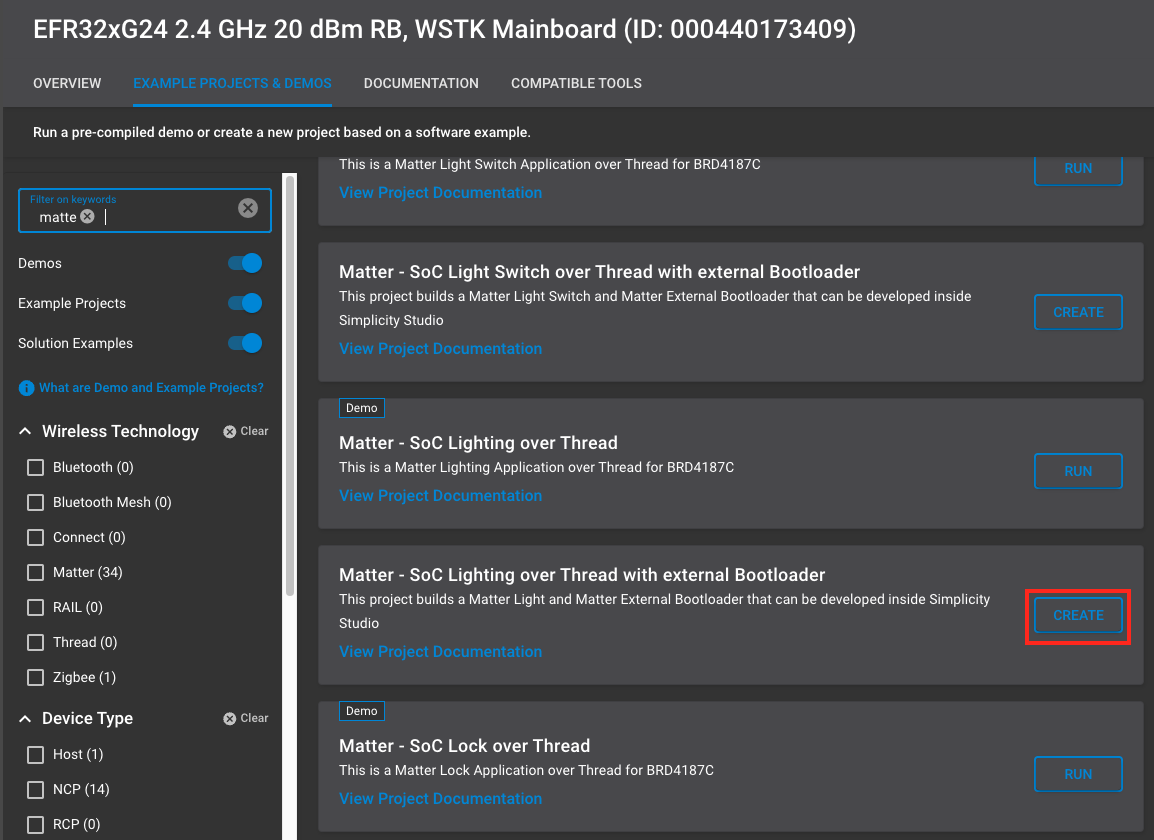 EFR32xG24 2.4 GHz 20 dBm RB, WSTK Mainboard (ID: 000440173409)
OVERVIEW
EXAMPLE PROJECTS & DEMOS
DOCUMENTATION
COMPATIBLE TOOLS
Run a pre-compiled demo or create a new project based on a software example.
Filter on keywords
matte
Demos
Example Projects
Solution Examples
What are Demo and Example Projects?
Wireless Technology
Clear
Bluetooth (0)
Bluetooth Mesh (0)
Connect (0)
Matter (34)
RAIL (0)
Thread (0)
Zigbee (1)
Device Type
Clear
Host (1)
NCP (14)
RCP (0)
This is a Matter Light Switch Application over Thread for BRD4187C
View Project Documentation
RUN
Matter - SoC Light Switch over Thread with external Bootloader
This project builds a Matter Light Switch and Matter External Bootloader that can be developed inside
Simplicity Studio
View Project Documentation
CREATE
Demo
Matter - SoC Lighting over Thread
This is a Matter Lighting Application over Thread for BRD4187C
View Project Documentation
RUN
Matter - SoC Lighting over Thread with external Bootloader
This project builds a Matter Light and Matter External Bootloader that can be developed inside Simplicity
Studio
View Project Documentation
CREATE
Demo
Matter - SoC Lock over Thread
This is a Matter Lock Application over Thread for BRD4187C
View Project Documentation
RUN